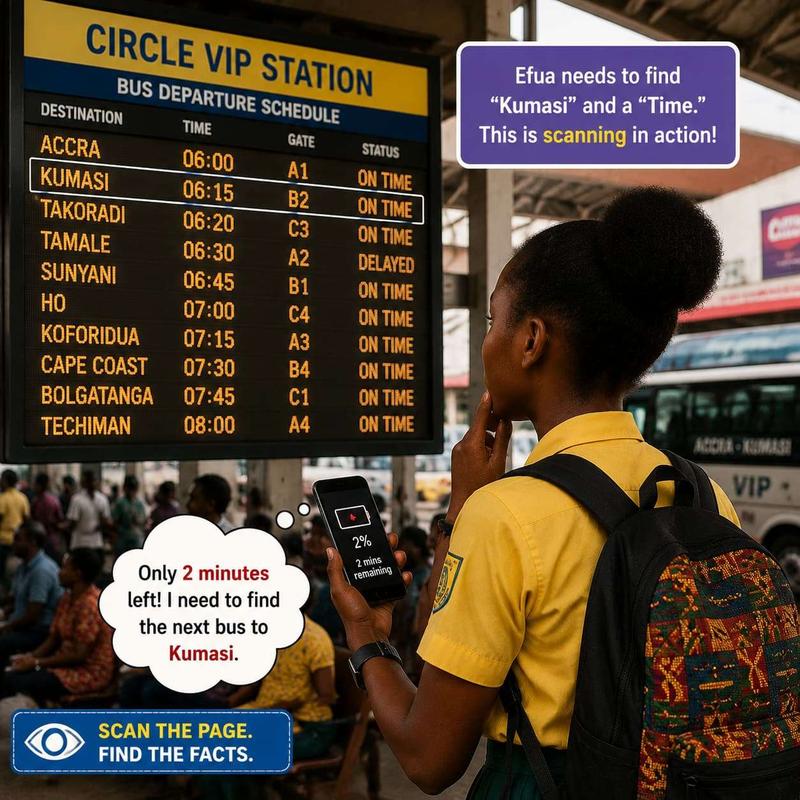 CIRCLE VIP STATION
BUS DEPARTURE SCHEDULE
DESTINATION TIME GATE STATUS
ACCRA 06:00 A1 ON TIME
KUMASI 06:15 B2 ON TIME
TAKORADI 06:20 C3 ON TIME
TAMALE 06:30 A2 DELAYED
SUNYANI 06:45 B1 ON TIME
HO 07:00 C4 ON TIME
KOFORIDUA 07:15 A3 ON TIME
CAPE COAST 07:30 B4 ON TIME
BOLGATANGA 07:45 C1 ON TIME
TECHIMAN 08:00 A4 ON TIME
Efua needs to find
“Kumasi” and a “Time.”
This is scanning in action!
ACCRA - KUMASI
VIP
2%
2 mins
remaining
Only 2 minutes
left! I need to find
the next bus to
Kumasi.
SCAN THE PAGE.
FIND THE FACTS.